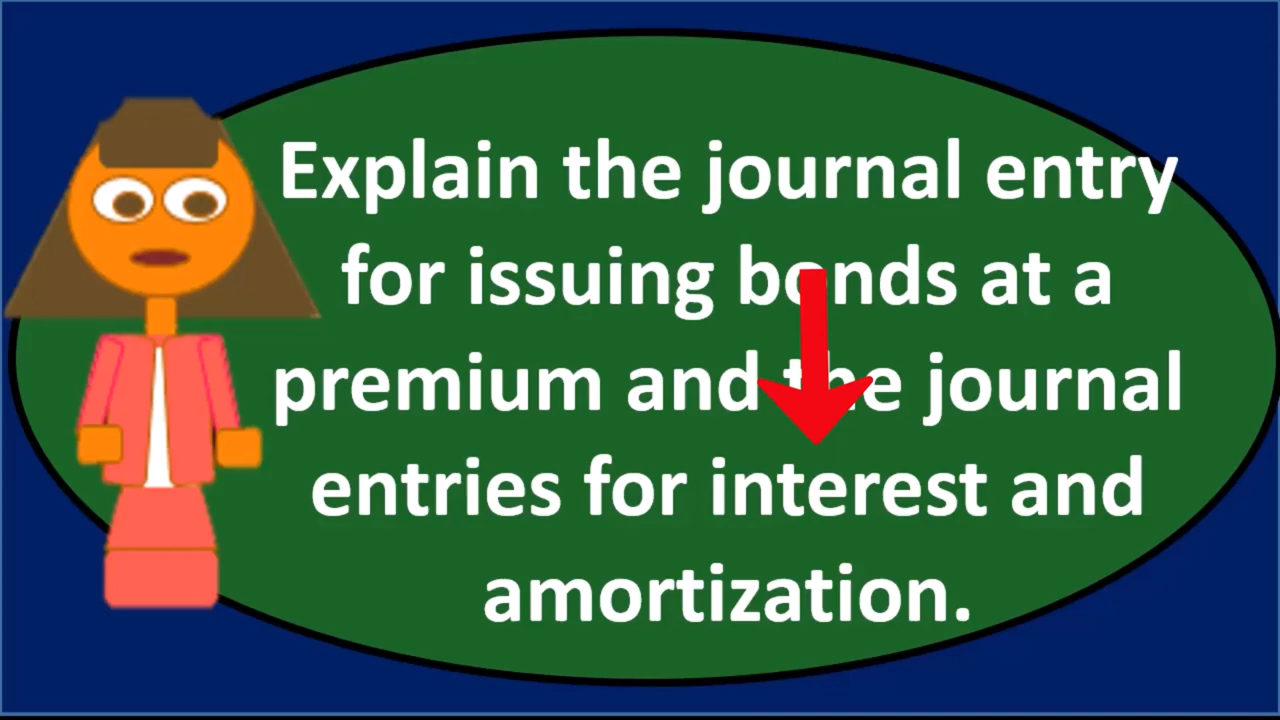 Explain the journal entry
for issuing bonds at a
premium and the journal
entries for interest and
amortization.